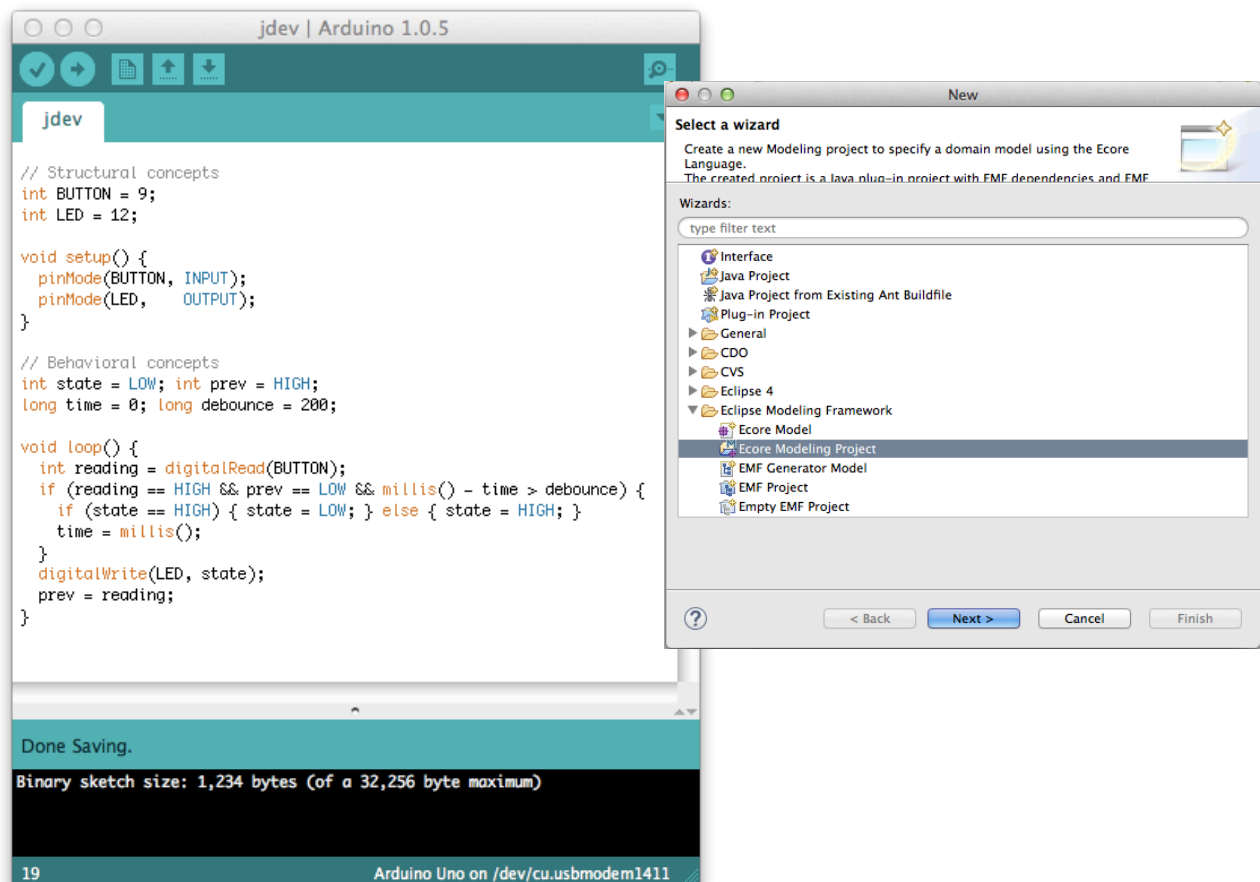 jdev | Arduino 1.0.5
jdev
// Structural concepts
int BUTTON = 9;
int LED = 12;
void setup() {
  pinMode(BUTTON, INPUT);
  pinMode(LED,    OUTPUT);
}
// Behavioral concepts
int state = LOW; int prev = HIGH;
long time = 0; long debounce = 200;
void loop() {
  int reading = digitalRead(BUTTON);
  if (reading == HIGH && prev == LOW && millis() - time > debounce) {
    if (state == HIGH) { state = LOW; } else { state = HIGH; }
    time = millis();
  }
  digitalWrite(LED, state);
  prev = reading;
}
Done Saving.
Binary sketch size: 1,234 bytes (of a 32,256 byte maximum)
19
Arduino Uno on /dev/cu.usbmodem1411
New
Select a wizard
Create a new Modeling project to specify a domain model using the Ecore
Language.
The created project is a Java plug-in project with EMF dependencies and EMF
Wizards:
type filter text
Interface
Java Project
Java Project from Existing Ant Buildfile
Plug-in Project
General
CDO
CVS
Eclipse 4
Eclipse Modeling Framework
Ecore Model
Ecore Modeling Project
EMF Generator Model
EMF Project
Empty EMF Project
?
< Back
Next >
Cancel
Finish